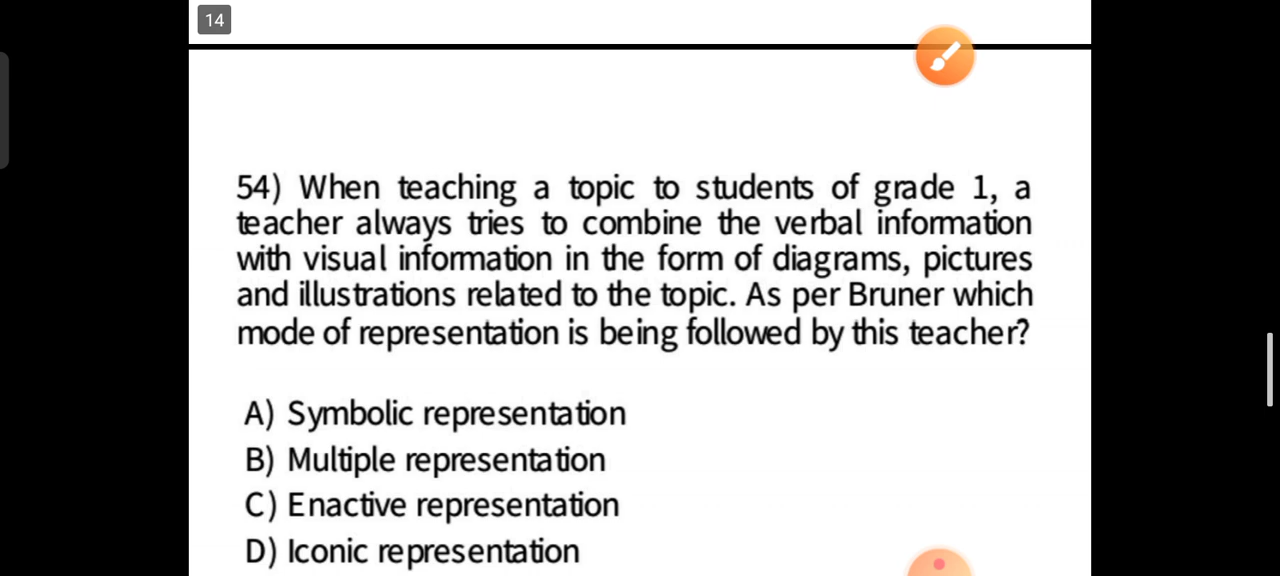 14
54) When teaching a topic to students of grade 1, a
teacher always tries to combine the verbal information
with visual information in the form of diagrams, pictures
and illustrations related to the topic. As per Bruner which
mode of representation is being followed by this teacher?
A) Symbolic representation
B) Multiple representation
C) Enactive representation
D) Iconic representation